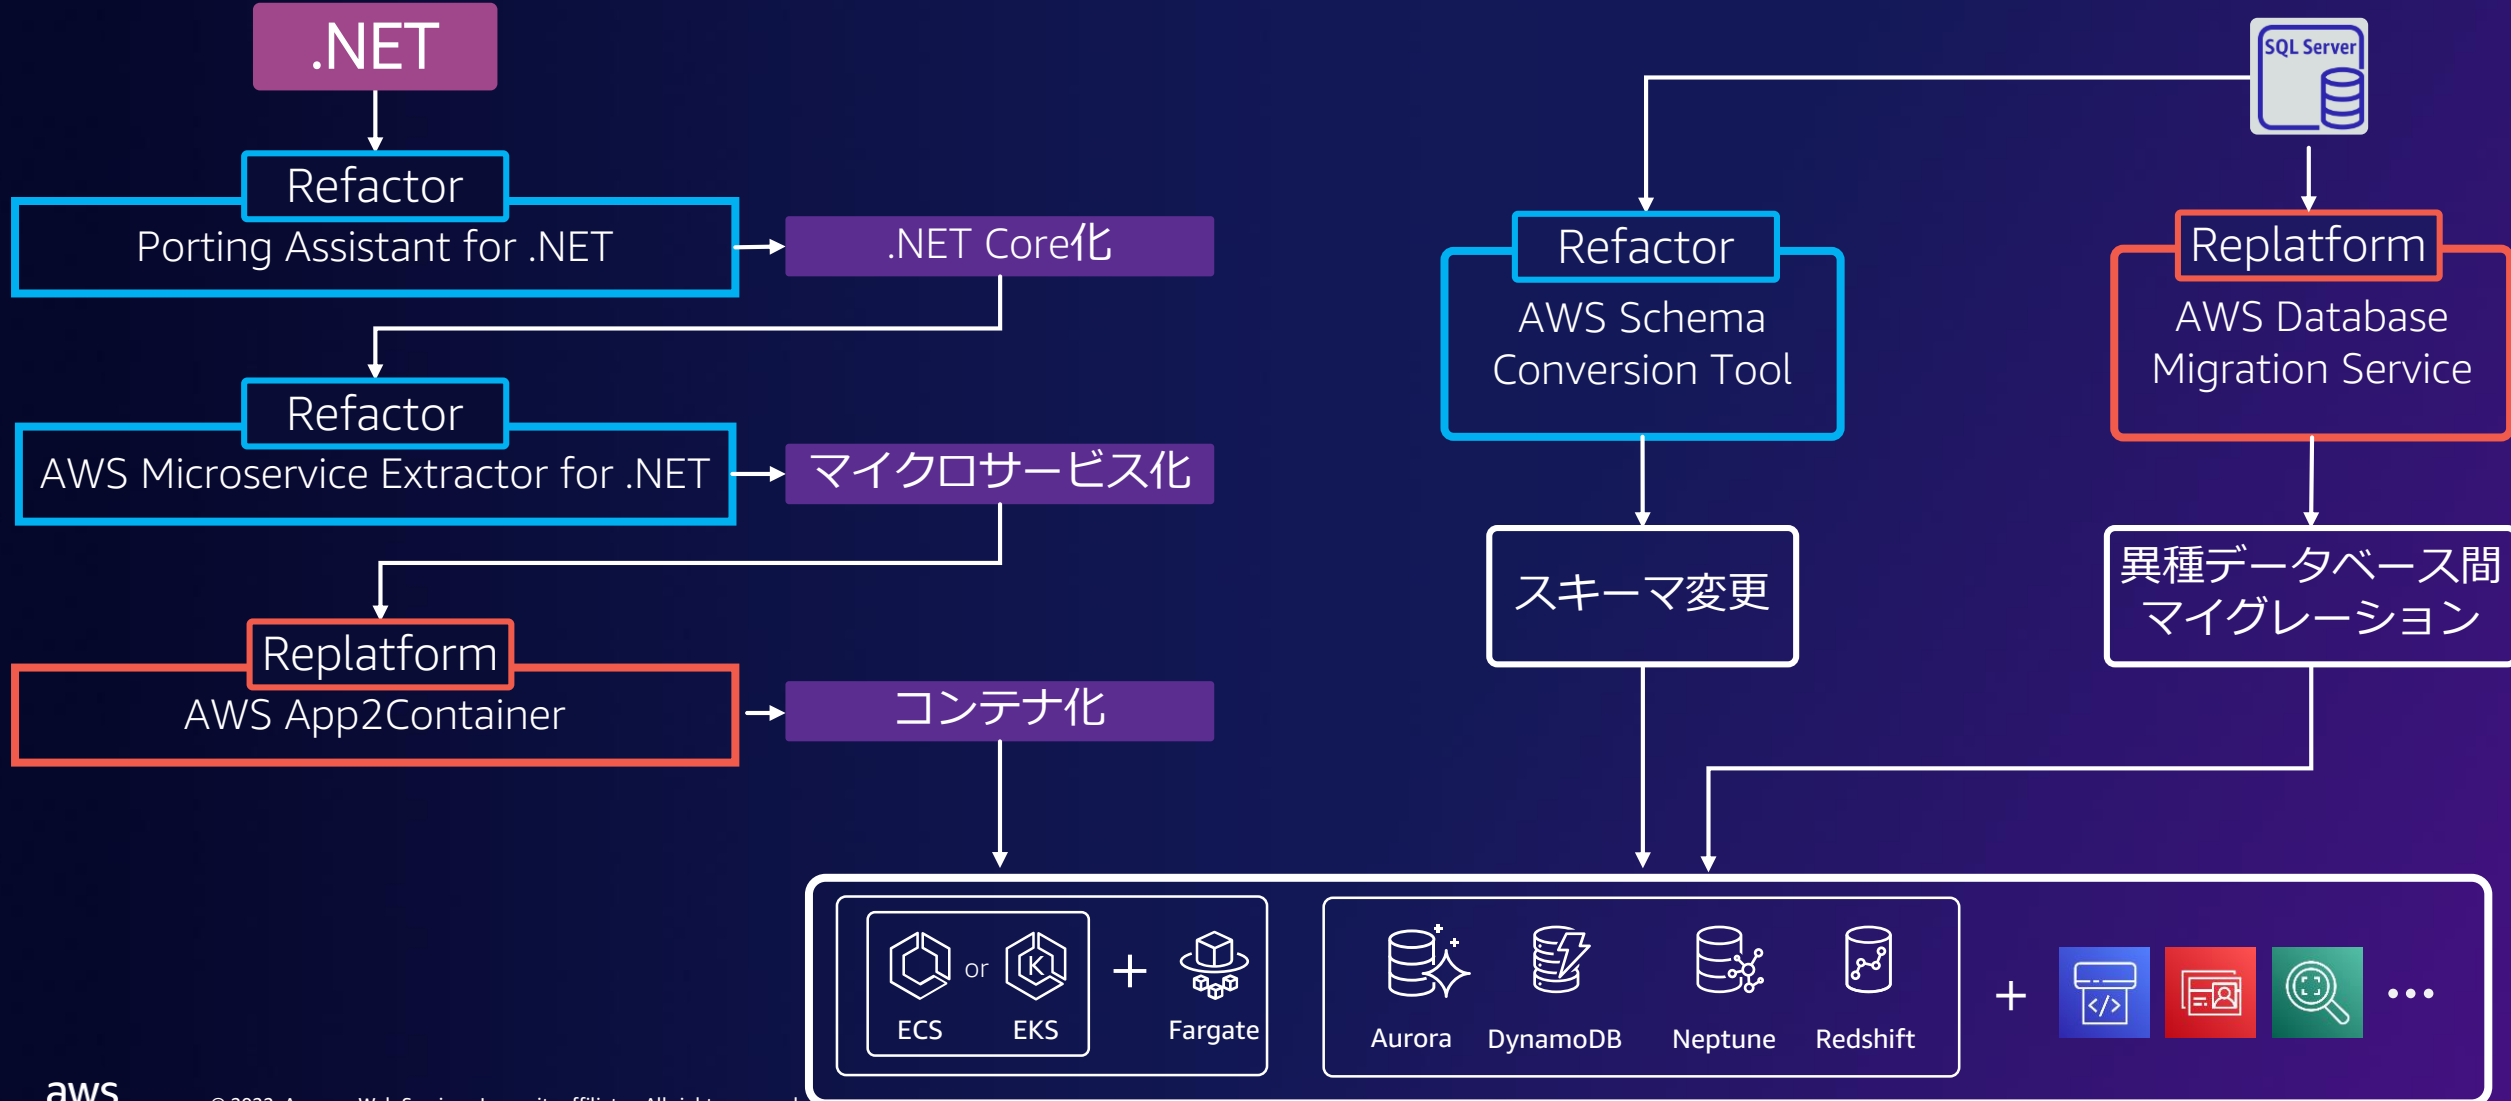 .NET
Refactor
Porting Assistant for .NET
.NET Core化
Refactor
AWS Microservice Extractor for .NET
マイクロサービス化
Replatform
AWS App2Container
コンテナ化
SQL Server
Refactor
AWS Schema
Conversion Tool
スキーマ変更
Replatform
AWS Database
Migration Service
異種データベース間
マイグレーション
ECS
or
K
EKS
+
Fargate
Aurora
DynamoDB
Neptune
Redshift
+
</>
...
aws